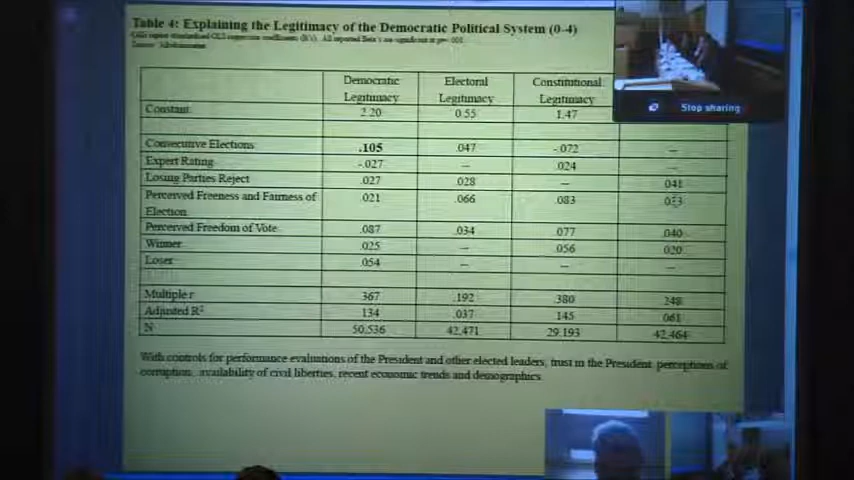 Table 4: Explaining the Legitimacy of the Democratic Political System (0-4)
Stop sharing
Democratic Legitimacy Electoral Legitimacy Constitutional Legitimacy
Constant 2.20 0.55 1.47
Consecutive Elections .105 .047 -.072 --
Expert Rating -.027 -- .024 --
Losing Parties Reject .027 .028 -- .041
Perceived Freeness and Fairness of Election .021 .066 .083
Perceived Freedom of Vote .087 .034 .077 .040
Winner .025 -- .056 .020
Loser .054 -- -- --
Multiple r .367 .192 .380 .248
Adjusted R² .134 .037 .145 .061
N 50,536 42,471 29,193 42,464
With controls for performance evaluations of the President and other elected leaders, trust in the President, perceptions of
corruption, availability of civil liberties, recent economic trends and demographics